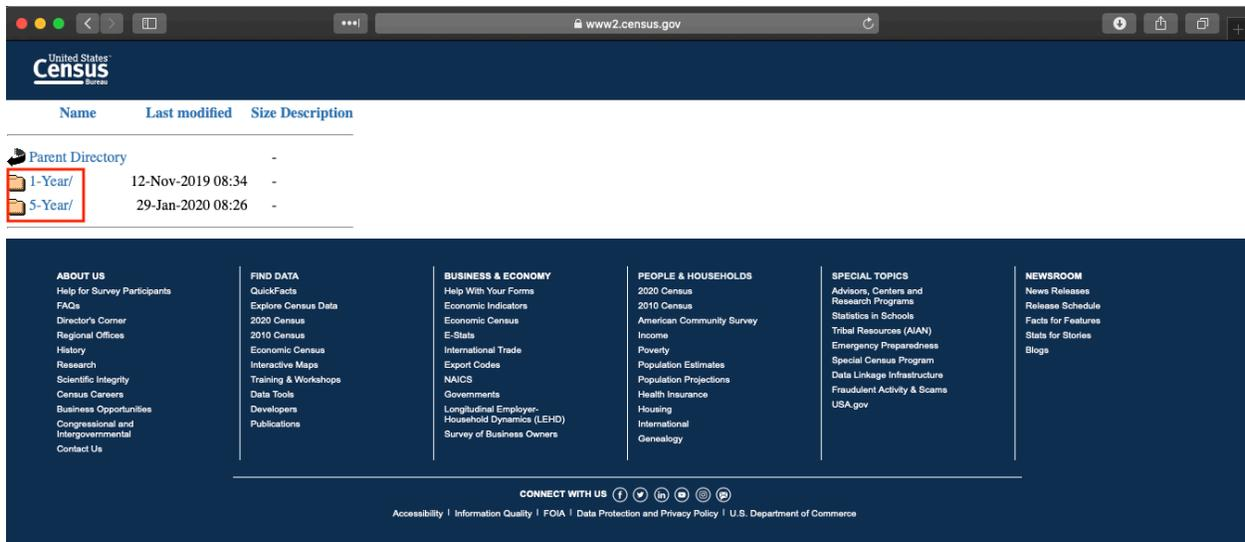 www2.census.gov
United States®
Census
Bureau
Name Last modified Size Description
Parent Directory -
1-Year/ 12-Nov-2019 08:34 -
5-Year/ 29-Jan-2020 08:26 -
ABOUT US
Help for Survey Participants
FAQs
Director's Corner
Regional Offices
History
Research
Scientific Integrity
Census Careers
Business Opportunities
Congressional and
Intergovernmental
Contact Us
FIND DATA
QuickFacts
Explore Census Data
2020 Census
2010 Census
Economic Census
Interactive Maps
Training & Workshops
Data Tools
Developers
Publications
BUSINESS & ECONOMY
Help With Your Forms
Economic Indicators
Economic Census
E-Stats
International Trade
Export Codes
NAICS
Governments
Longitudinal Employer-
Household Dynamics (LEHD)
Survey of Business Owners
PEOPLE & HOUSEHOLDS
2020 Census
2010 Census
American Community Survey
Income
Poverty
Population Estimates
Population Projections
Health Insurance
Housing
International
Genealogy
SPECIAL TOPICS
Advisors, Centers and
Research Programs
Statistics in Schools
Tribal Resources (AIAN)
Emergency Preparedness
Special Census Program
Data Linkage Infrastructure
Fraudulent Activity & Scams
USA.gov
NEWSROOM
News Releases
Release Schedule
Facts for Features
Stats for Stories
Blogs
CONNECT WITH US
Accessibility | Information Quality | FOIA | Data Protection and Privacy Policy | U.S. Department of Commerce